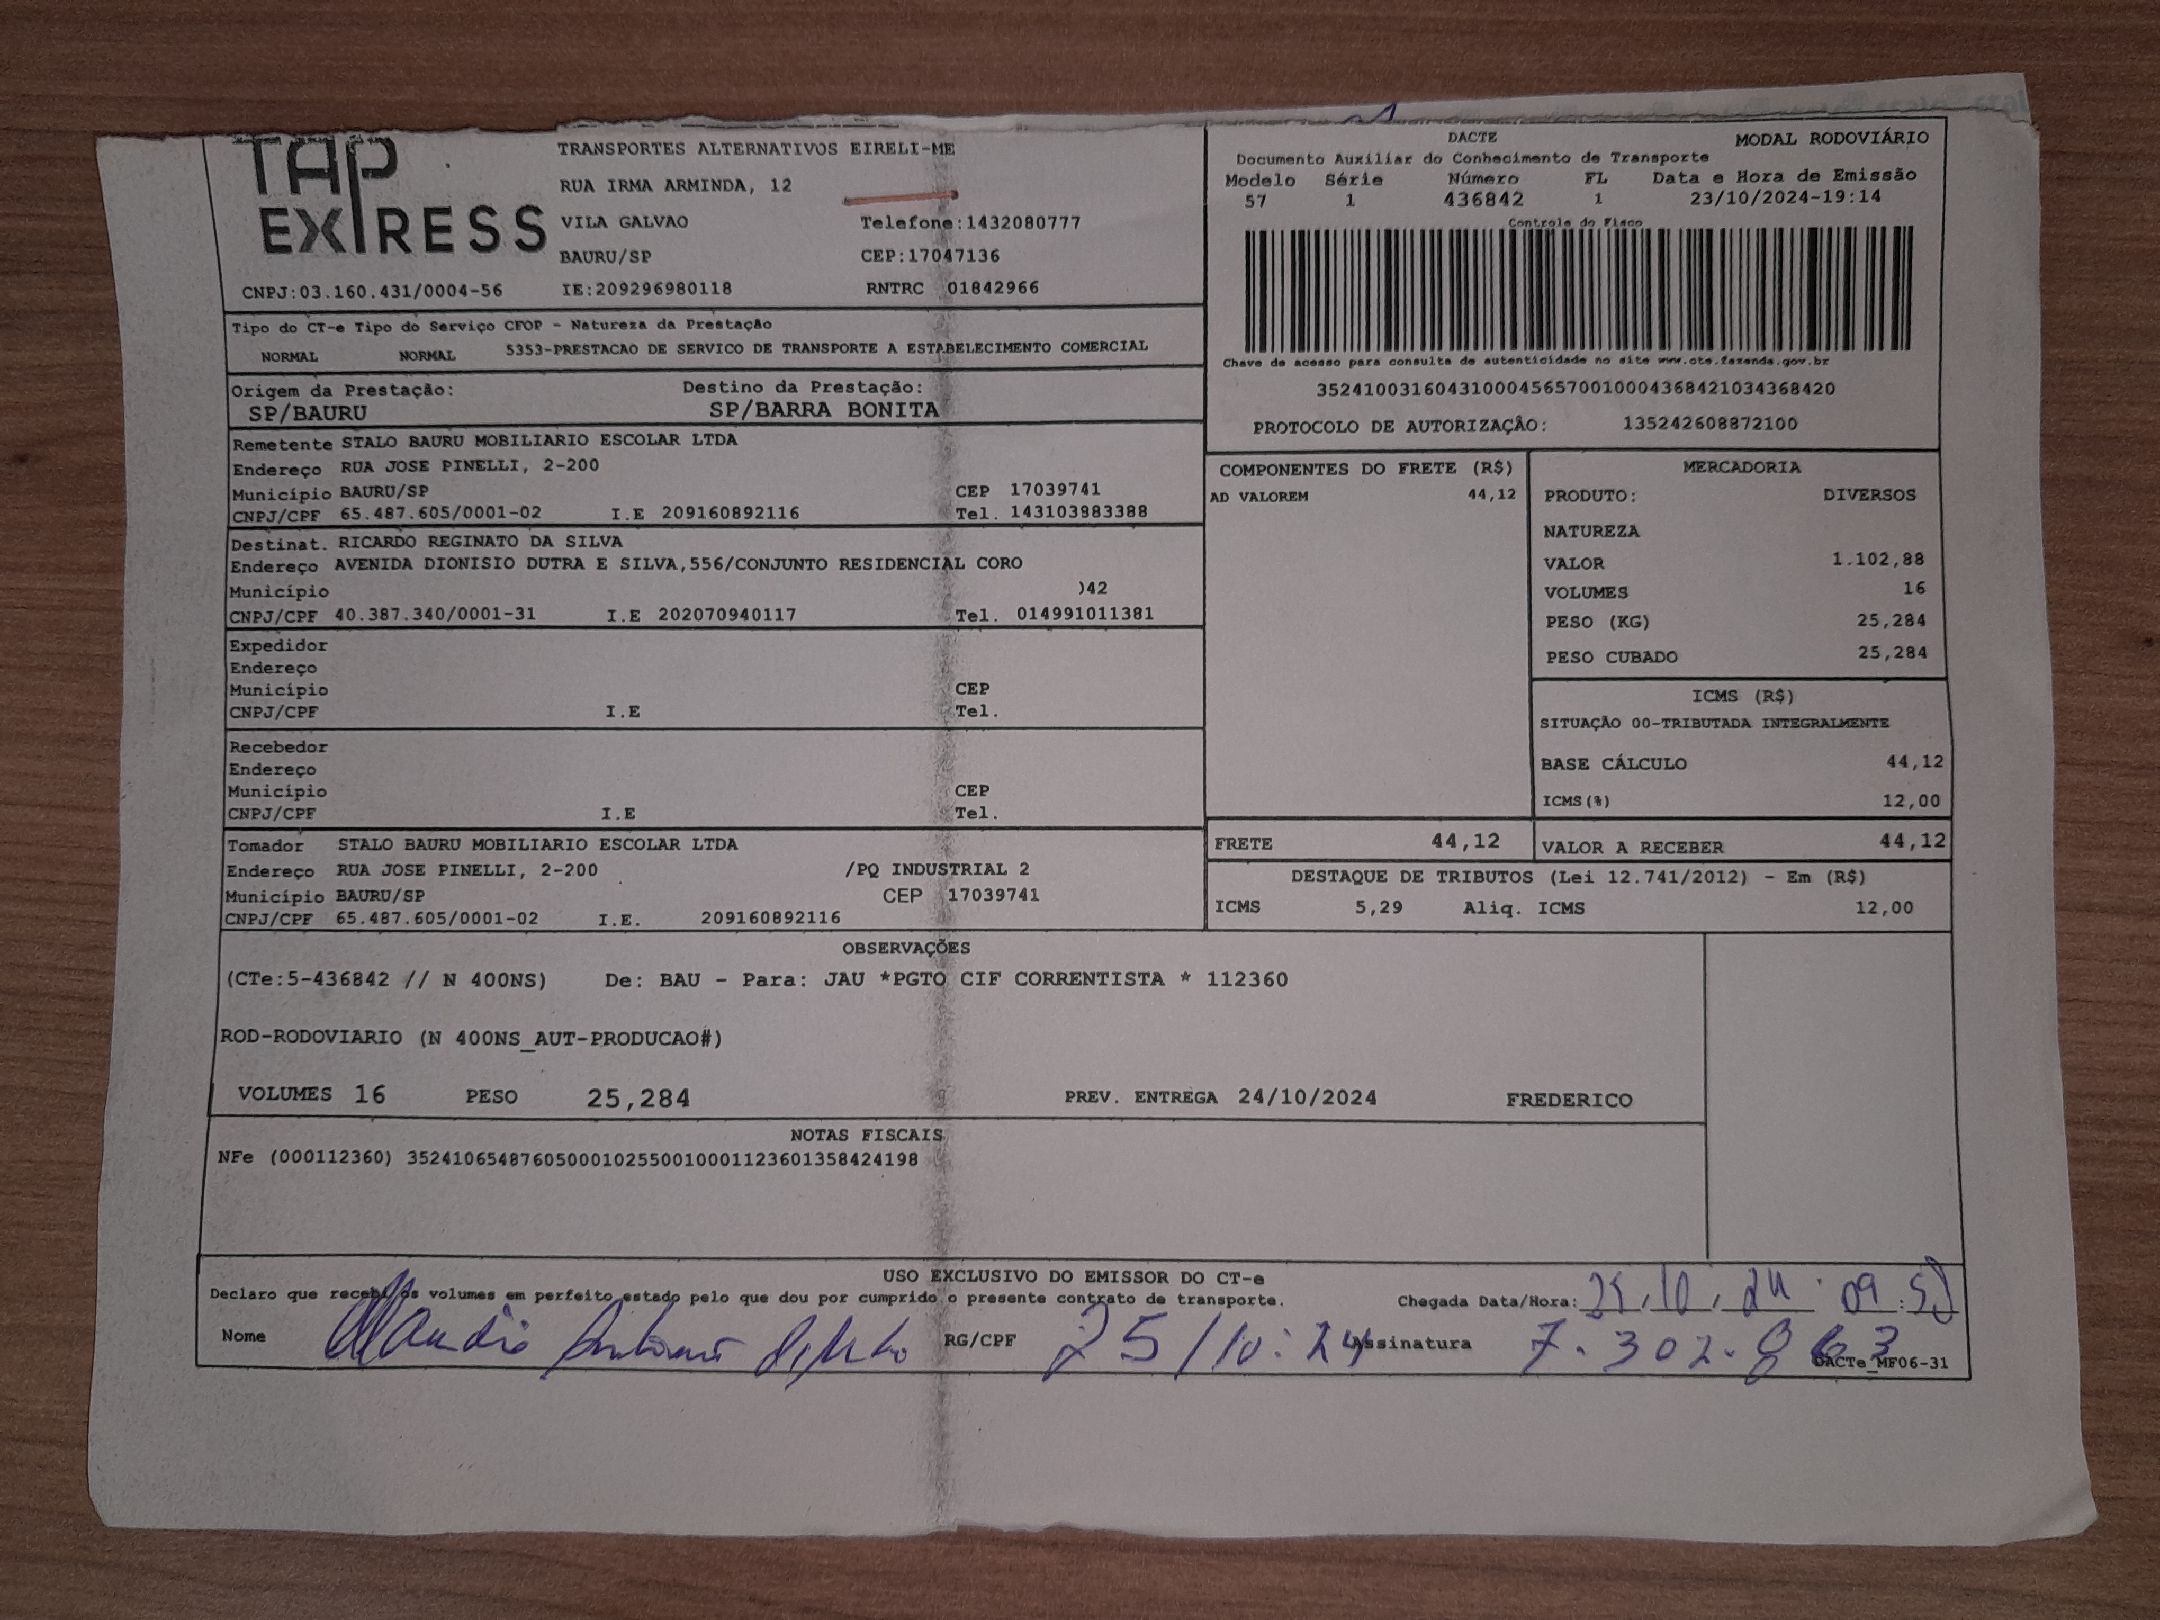 TAP EXPRESS
TRANSPORTES ALTERNATIVOS EIRELI-ME
RUA IRMA ARMINDA, 12
VILA GALVAO Telefone:1432080777
BAURU/SP CEP:17047136
CNPJ:03.160.431/0004-56 IE:209296980118 RNTRC 01842966
DACTE MODAL RODOVIÁRIO
Documento Auxiliar do Conhecimento de Transporte
Modelo Série Número FL Data e Hora de Emissão
57 1 436842 1 23/10/2024-19:14
Controle do Fisco
Chave de acesso para consulta de autenticidade no site www.cte.fazenda.gov.br
35241003160431000456570010004368421034368420
PROTOCOLO DE AUTORIZAÇÃO: 135242608872100
Tipo do CT-e Tipo do Serviço CFOP - Natureza da Prestação
NORMAL NORMAL 5353-PRESTACAO DE SERVICO DE TRANSPORTE A ESTABELECIMENTO COMERCIAL
Origem da Prestação: Destino da Prestação:
SP/BAURU SP/BARRA BONITA
Remetente STALO BAURU MOBILIARIO ESCOLAR LTDA
Endereço RUA JOSE PINELLI, 2-200
Município BAURU/SP CEP 17039741
CNPJ/CPF 65.487.605/0001-02 I.E 209160892116 Tel. 143103883388
Destinat. RICARDO REGINATO DA SILVA
Endereço AVENIDA DIONISIO DUTRA E SILVA,556/CONJUNTO RESIDENCIAL CORO
Município )42
CNPJ/CPF 40.387.340/0001-31 I.E 202070940117 Tel. 014991011381
Expedidor
Endereço
Município CEP
CNPJ/CPF I.E Tel.
Recebedor
Endereço
Município CEP
CNPJ/CPF I.E Tel.
Tomador STALO BAURU MOBILIARIO ESCOLAR LTDA
Endereço RUA JOSE PINELLI, 2-200 /PQ INDUSTRIAL 2
Município BAURU/SP CEP 17039741
CNPJ/CPF 65.487.605/0001-02 I.E. 209160892116
COMPONENTES DO FRETE (R$)
AD VALOREM 44,12
MERCADORIA
PRODUTO: DIVERSOS
NATUREZA
VALOR 1.102,88
VOLUMES 16
PESO (KG) 25,284
PESO CUBADO 25,284
ICMS (R$)
SITUAÇÃO 00-TRIBUTADA INTEGRALMENTE
BASE CÁLCULO 44,12
ICMS(%) 12,00
FRETE 44,12 VALOR A RECEBER 44,12
DESTAQUE DE TRIBUTOS (Lei 12.741/2012) - Em (R$)
ICMS 5,29 Aliq. ICMS 12,00
OBSERVAÇÕES
(CTe:5-436842 // N 400NS) De: BAU - Para: JAU *PGTO CIF CORRENTISTA * 112360
ROD-RODOVIARIO (N 400NS_AUT-PRODUCAO#)
VOLUMES 16 PESO 25,284 PREV. ENTREGA 24/10/2024 FREDERICO
NOTAS FISCAIS
NFe (000112360) 35241065487605000102550010001123601358424198
USO EXCLUSIVO DO EMISSOR DO CT-e
Declaro que recebi os volumes em perfeito estado pelo que dou por cumprido o presente contrato de transporte. Chegada Data/Hora: 10 . 24 09 :
Nome RG/CPF 25/10:24 Assinatura 7.302.863
DACTe_MF06-31